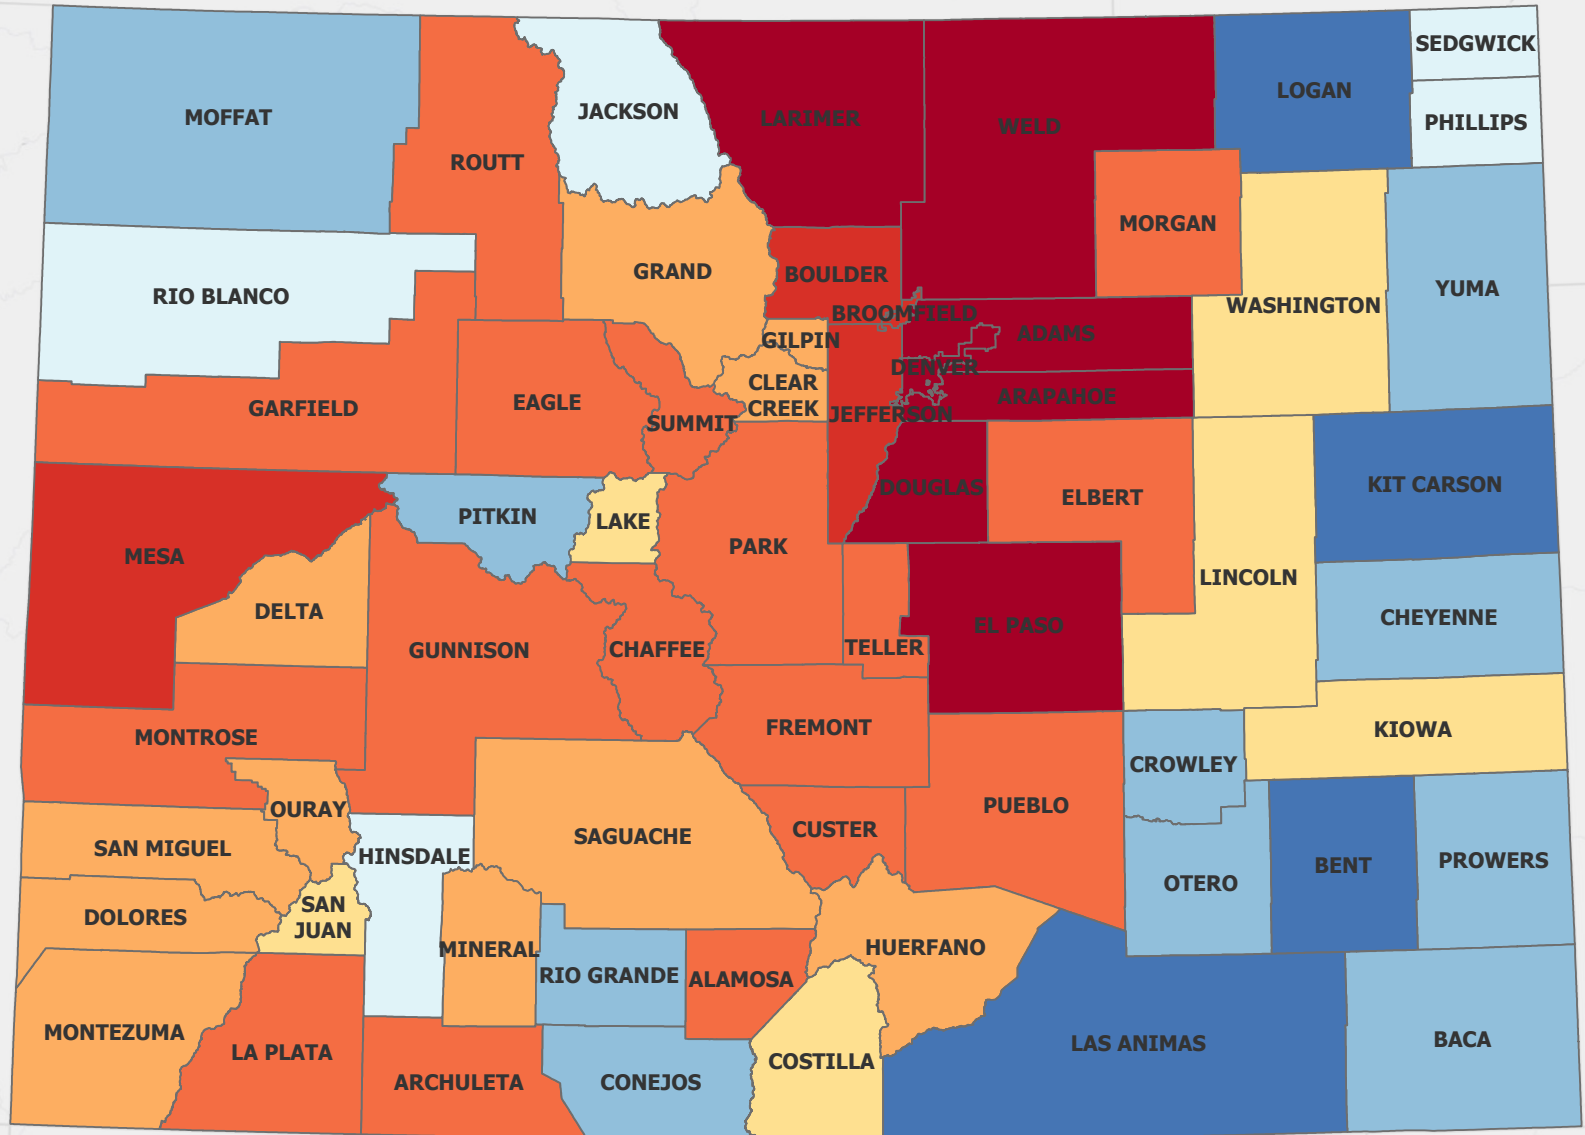 SEDGWICK
LOGAN
MOFFAT
JACKSON
LARIMER
WELD
PHILLIPS
ROUTT
MORGAN
GRAND
BOULDER
YUMA
RIO BLANCO
WASHINGTON
BROOMFIELD
ADAMS
GILPIN
DENVER
CLEAR
CREEK
ARAPAHOE
GARFIELD
EAGLE
SUMMIT
JEFFERSON
KIT CARSON
DOUGLAS
ELBERT
PITKIN
LAKE
PARK
MESA
LINCOLN
DELTA
CHEYENNE
EL PASO
GUNNISON
CHAFFEE
TELLER
FREMONT
KIOWA
MONTROSE
CROWLEY
OURAY
PUEBLO
CUSTER
SAGUACHE
SAN MIGUEL
HINSDALE
PROWERS
BENT
OTERO
SAN
JUAN
DOLORES
MINERAL
HUERFANO
RIO GRANDE
ALAMOSA
MONTEZUMA
LA PLATA
LAS ANIMAS
BACA
COSTILLA
ARCHULETA
CONEJOS